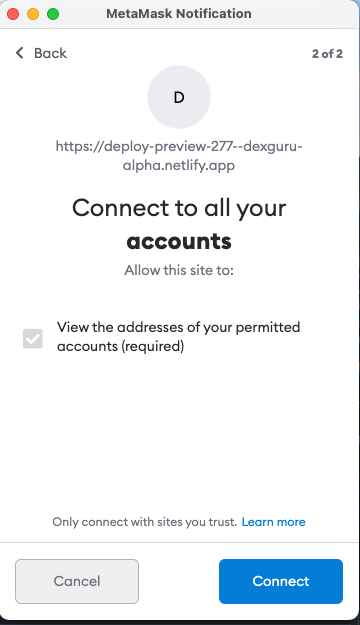 MetaMask Notification
Back
2 of 2
D
https://deploy-preview-277--dexguru-
alpha.netlify.app
Connect to all your
accounts
Allow this site to:
View the addresses of your permitted
accounts (required)
Only connect with sites you trust. Learn more
Cancel
Connect